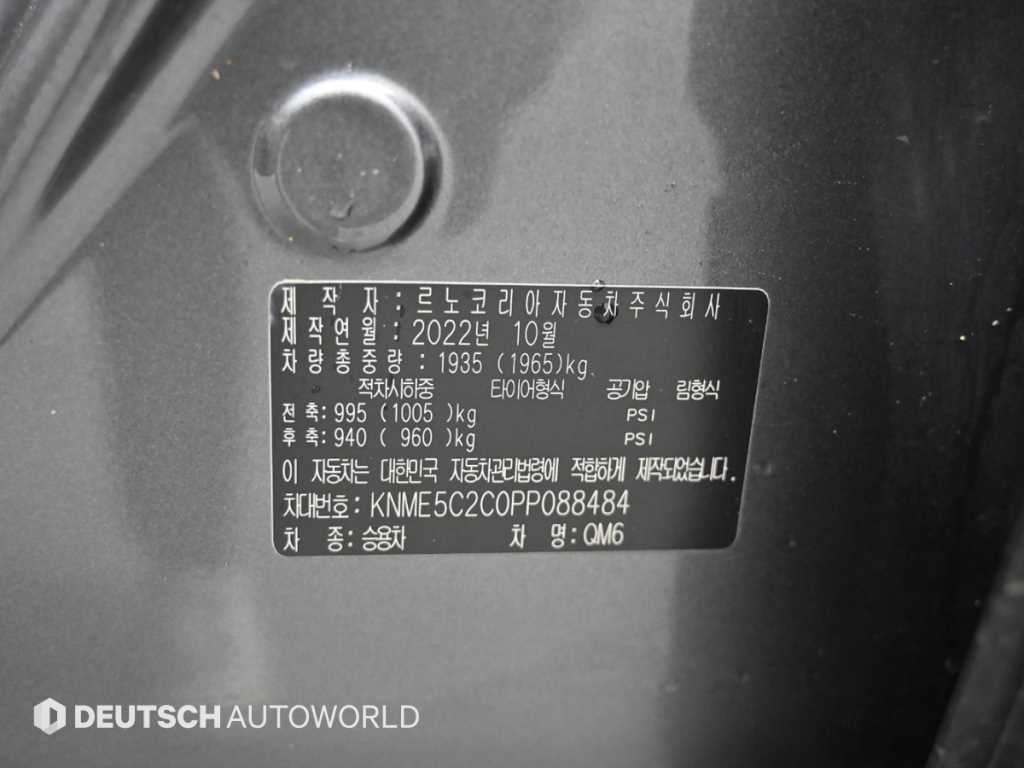 제 작 자 : 르노코리아자동차주식회사
제작연월 : 2022년 10월
차량총중량 : 1935 (1965)kg
적차시하중 타이어형식 공기압 림형식
전 축: 995 (1005 )kg PSI
후 축: 940 ( 960 )kg PSI
이 자동차는 대한민국 자동차관리법령에 적합하게 제작되었습니다.
차대번호: KNME5C2C0PP088484
차 종: 승용차 차 명: QM6
DEUTSCH AUTOWORLD